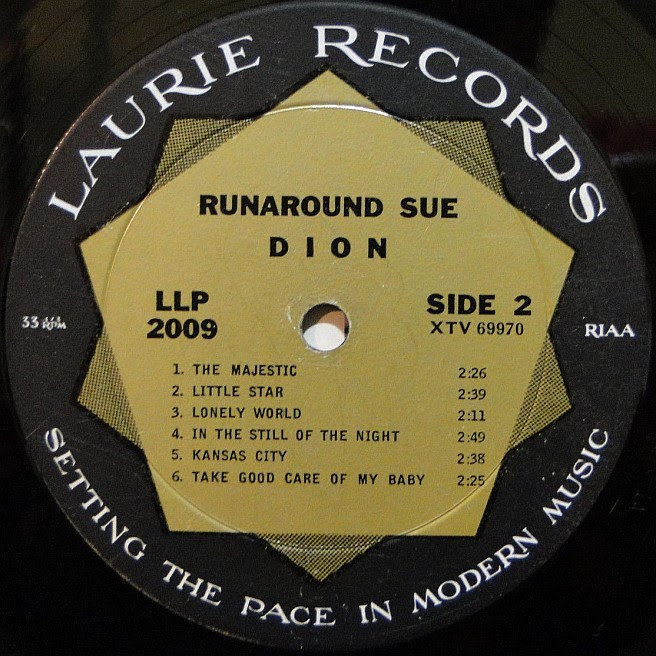 LAURIE RECORDS
RUNAROUND SUE
DION
LLP
2009
SIDE 2
XTV 69970
33 1/3 RPM
RIAA
1. THE MAJESTIC 2:26
2. LITTLE STAR 2:39
3. LONELY WORLD 2:11
4. IN THE STILL OF THE NIGHT 2:49
5. KANSAS CITY 2:38
6. TAKE GOOD CARE OF MY BABY 2:25
SETTING THE PACE IN MODERN MUSIC